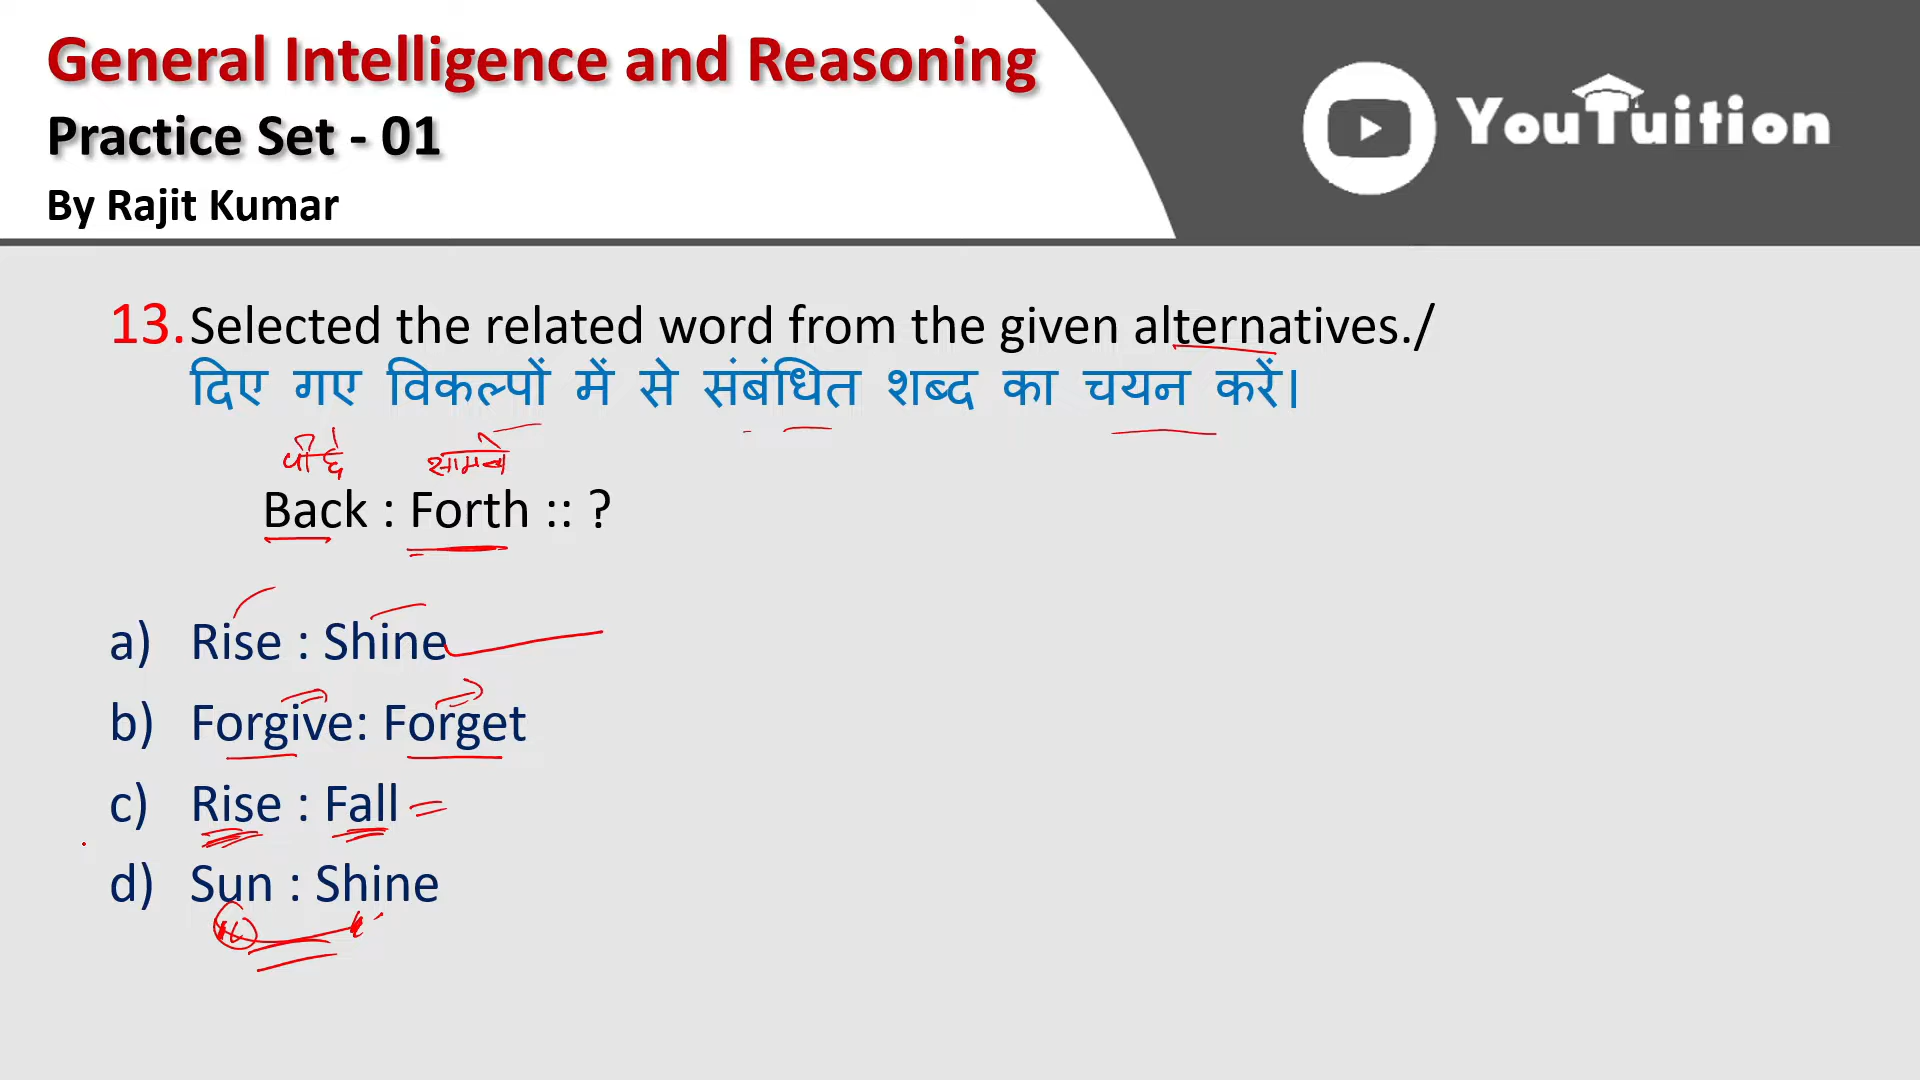 General Intelligence and Reasoning
Practice Set - 01
By Rajit Kumar
YouTuition
13. Selected the related word from the given alternatives./
दिए गए विकल्पों में से संबंधित शब्द का चयन करें।
पीछे सामने
Back : Forth :: ?
a) Rise : Shine
b) Forgive: Forget
c) Rise : Fall
d) Sun : Shine